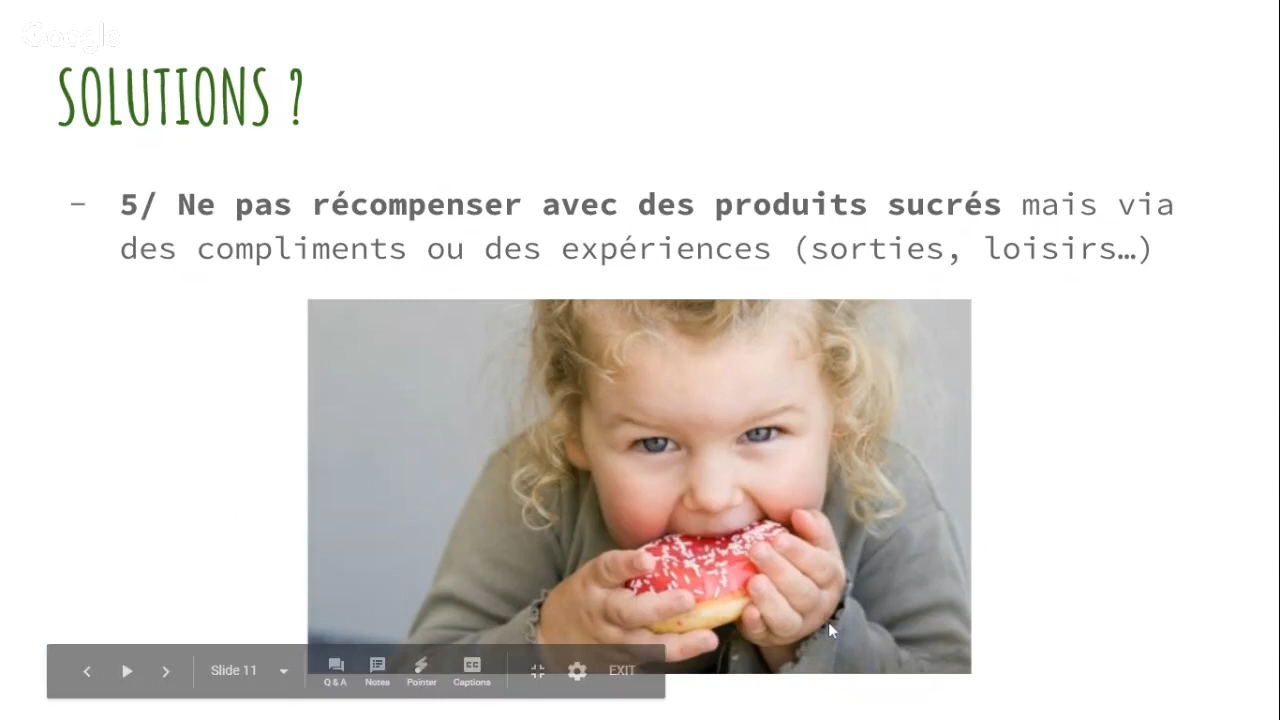 Google
SOLUTIONS ?
- 5/ Ne pas récompenser avec des produits sucrés mais via
des compliments ou des expériences (sorties, loisirs…)
Slide 11
Q & A
Notes
Pointer
Captions
EXIT